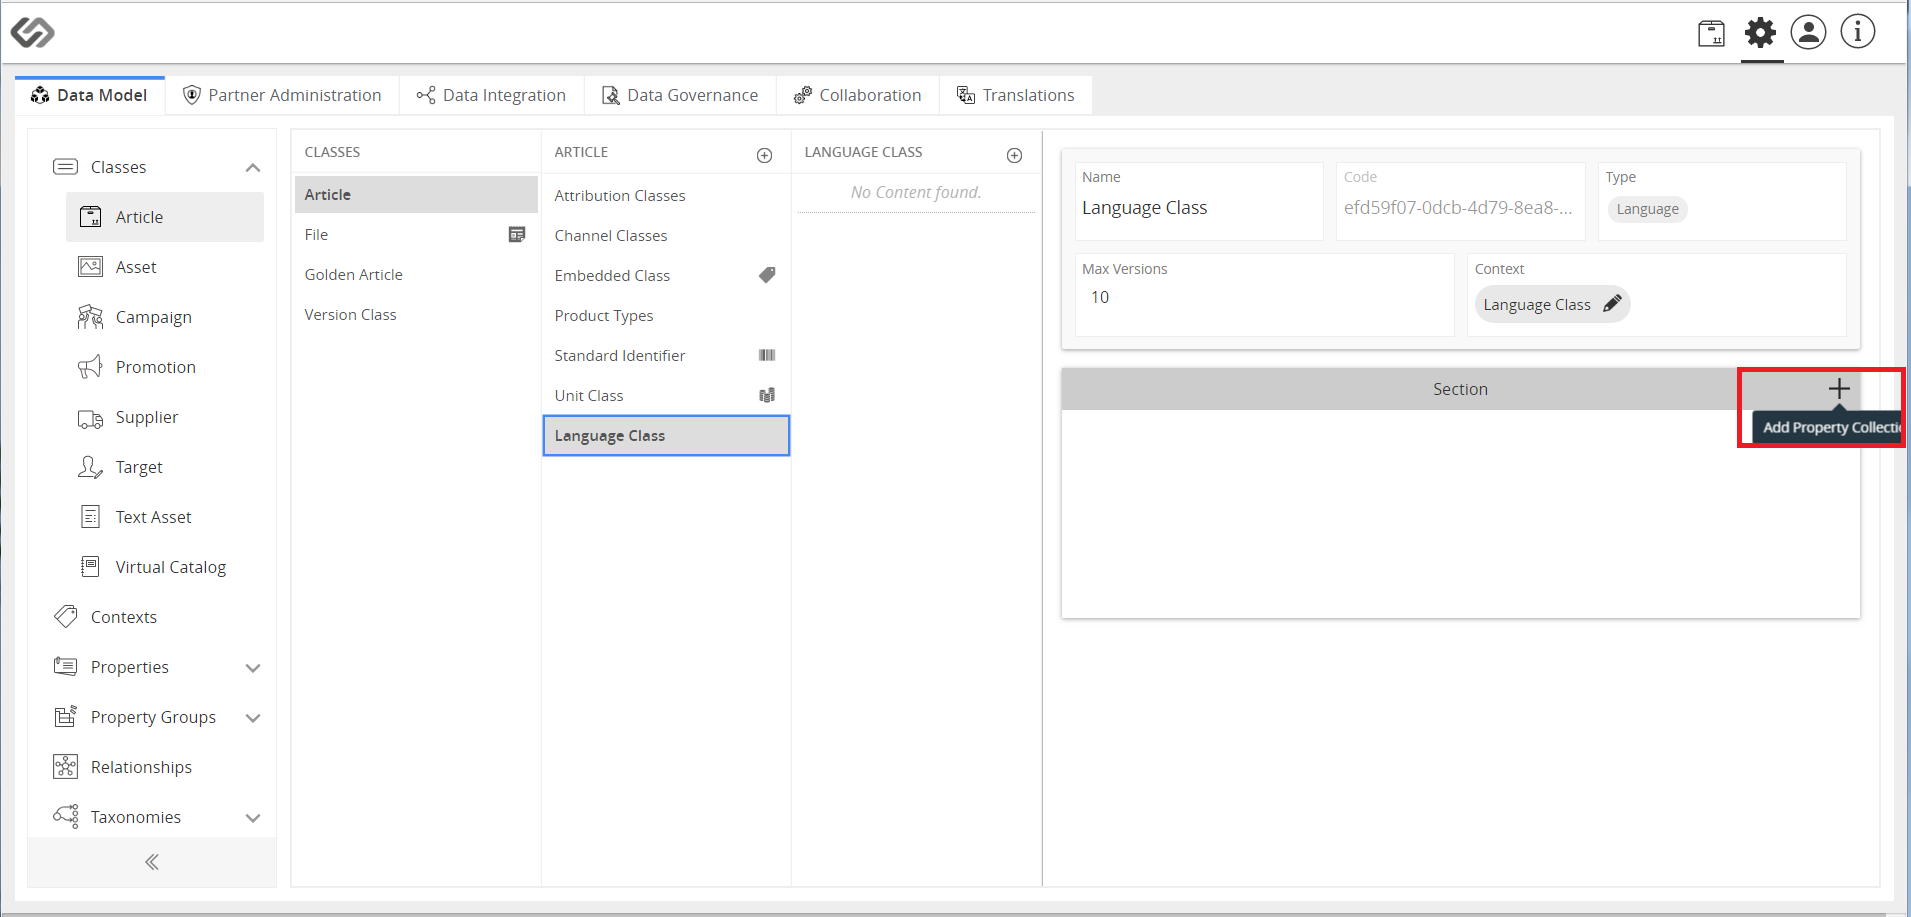 Data Model
Partner Administration
Data Integration
Data Governance
Collaboration
Translations
Classes
Article
Asset
Campaign
Promotion
Supplier
Target
Text Asset
Virtual Catalog
Contexts
Properties
Property Groups
Relationships
Taxonomies
CLASSES
Article
File
Golden Article
Version Class
ARTICLE
Attribution Classes
Channel Classes
Embedded Class
Product Types
Standard Identifier
Unit Class
Language Class
LANGUAGE CLASS
No Content found.
Name
Language Class
Code
efd59f07-0dcb-4d79-8ea8-...
Type
Language
Max Versions
10
Context
Language Class
Section
Add Property Collectio